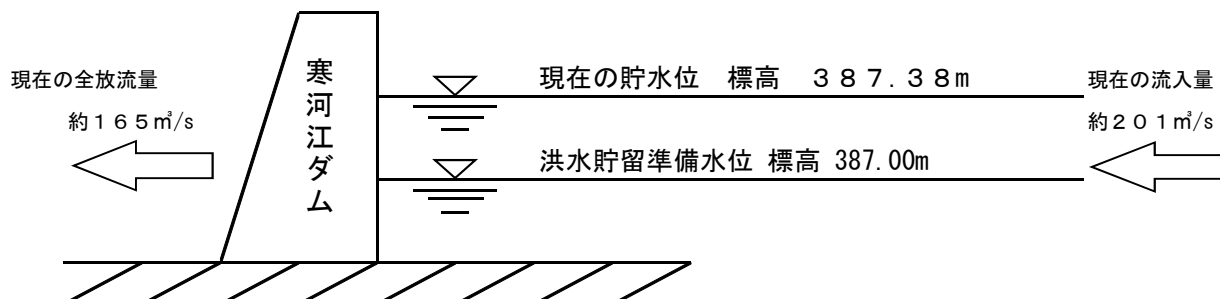 現在の全放流量
約１６５㎥/s
寒河江ダム
現在の貯水位　標高　３８７.３８ｍ
洪水貯留準備水位 標高 387.00m
現在の流入量
約２０１㎥/s